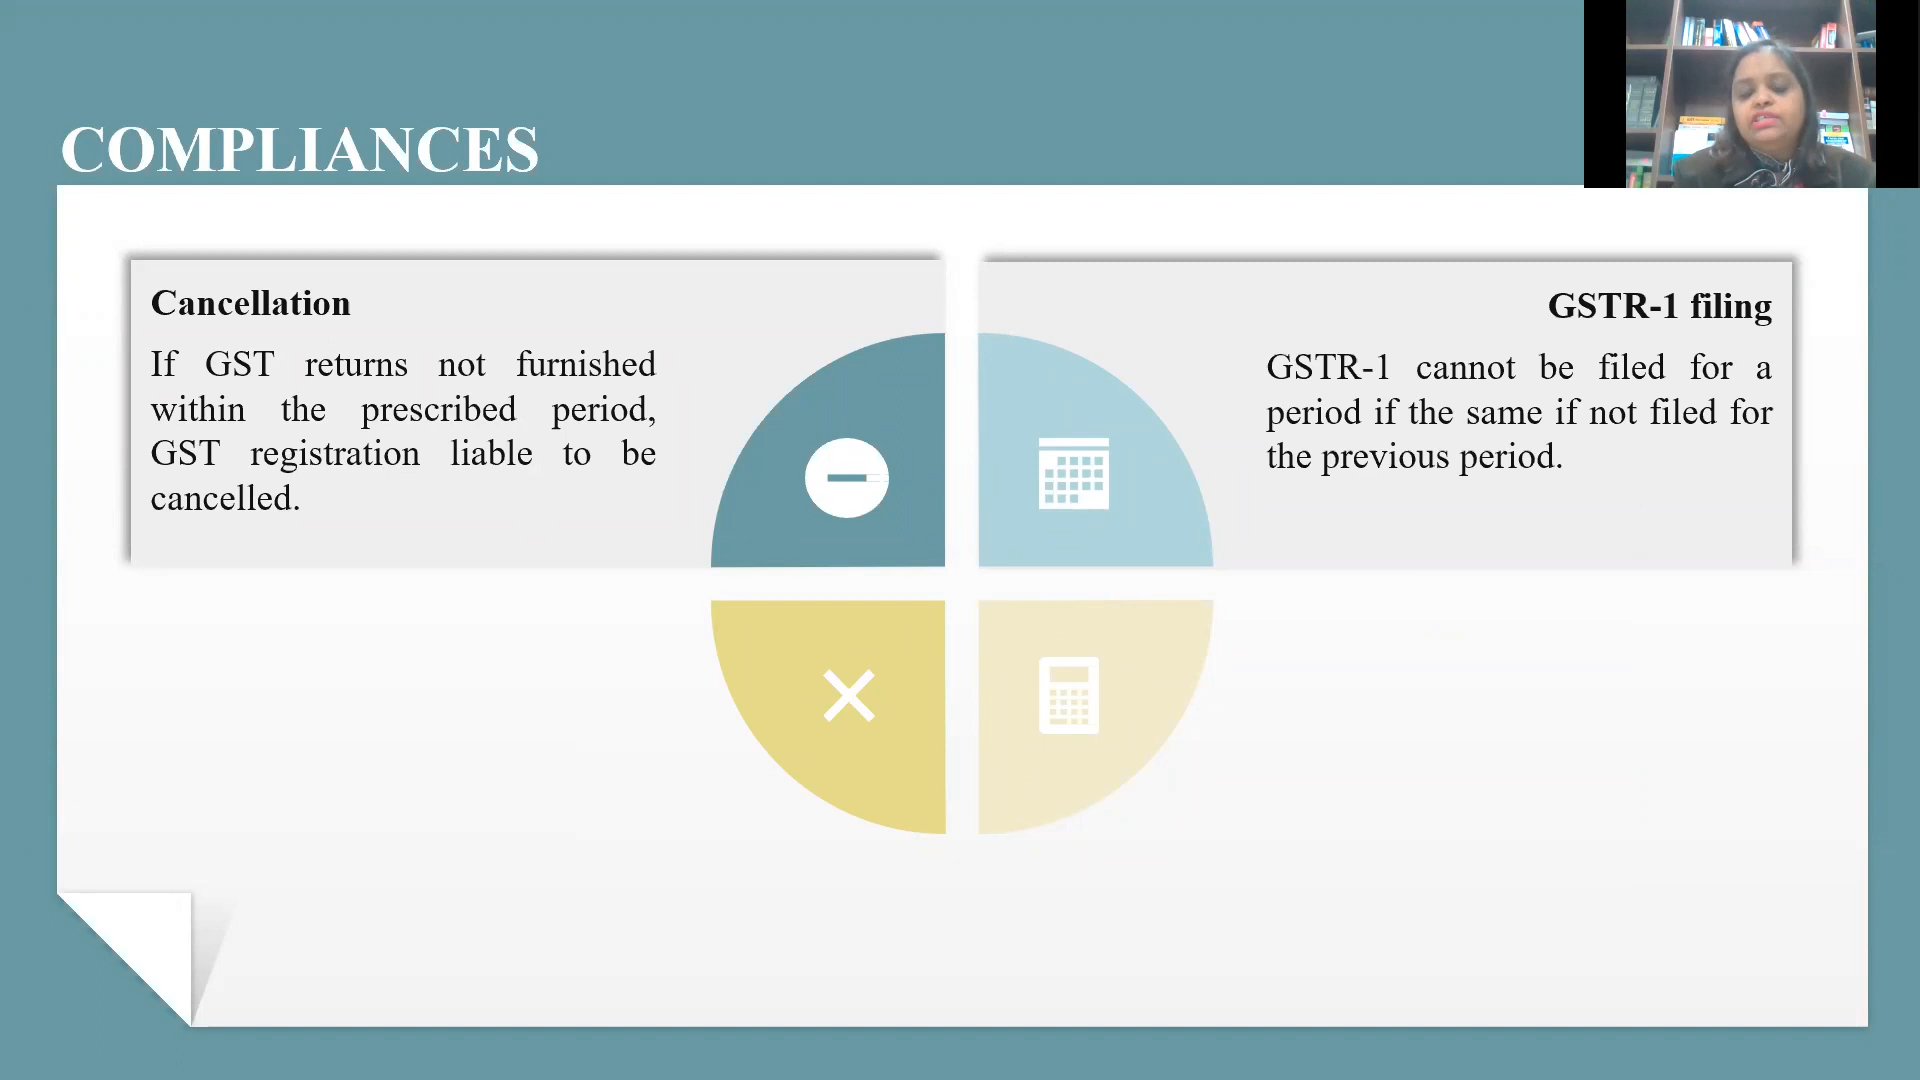 COMPLIANCES
Cancellation
If GST returns not furnished
within the prescribed period,
GST registration liable to be
cancelled.
GSTR-1 filing
GSTR-1 cannot be filed for a
period if the same if not filed for
the previous period.